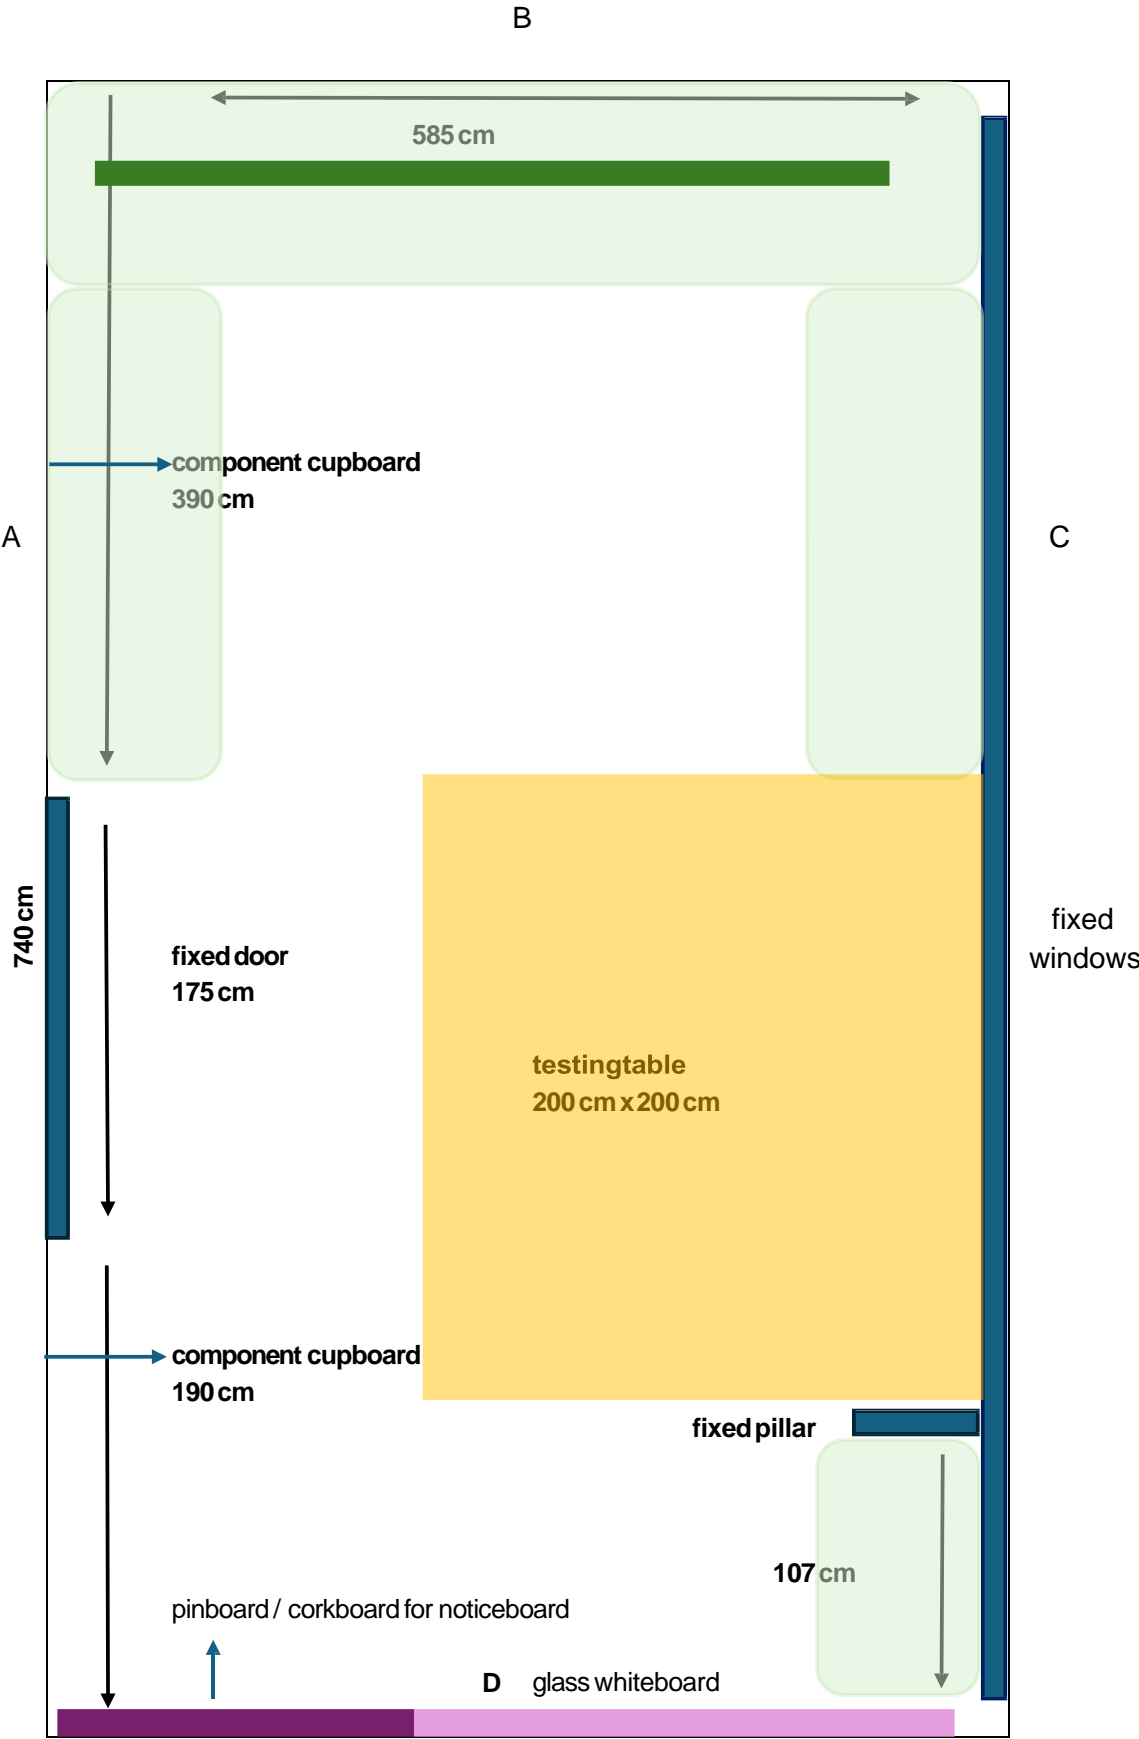 B
585 cm
component cupboard
390 cm
A
C
740 cm
fixed door
175 cm
fixed
windows
testingtable
200 cm x 200 cm
component cupboard
190 cm
fixed pillar
107 cm
pinboard / corkboard for noticeboard
D glass whiteboard